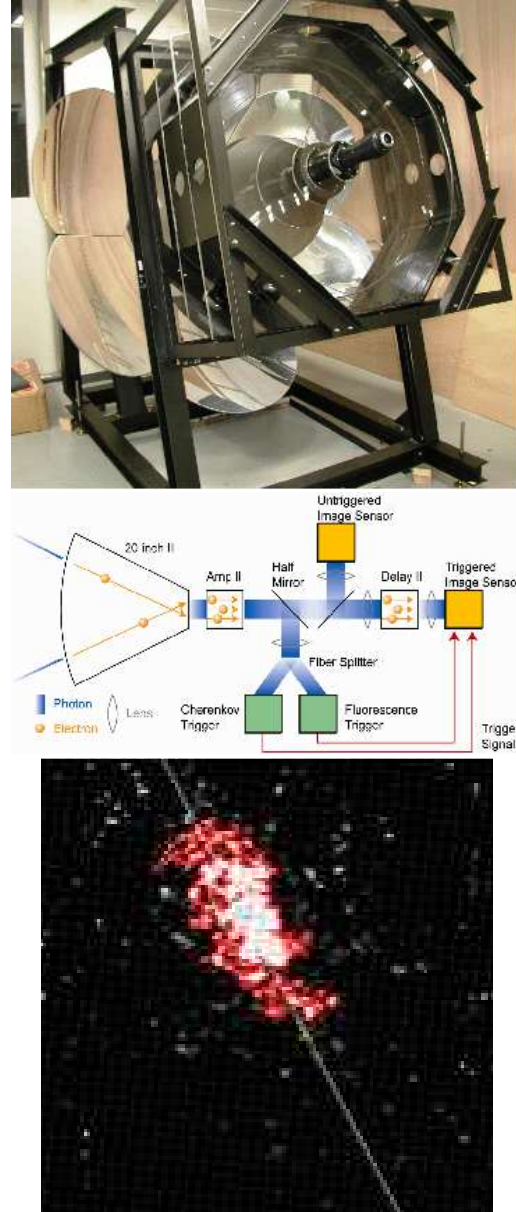 Untriggered
Image Sensor
20 inch II
Amp II
Half
Mirror
Delay II
Triggered
Image Senso
Fiber Splitter
Photon
Electron
Lens
Cherenkov
Trigger
Fluorescence
Trigger
Trigge
Signal